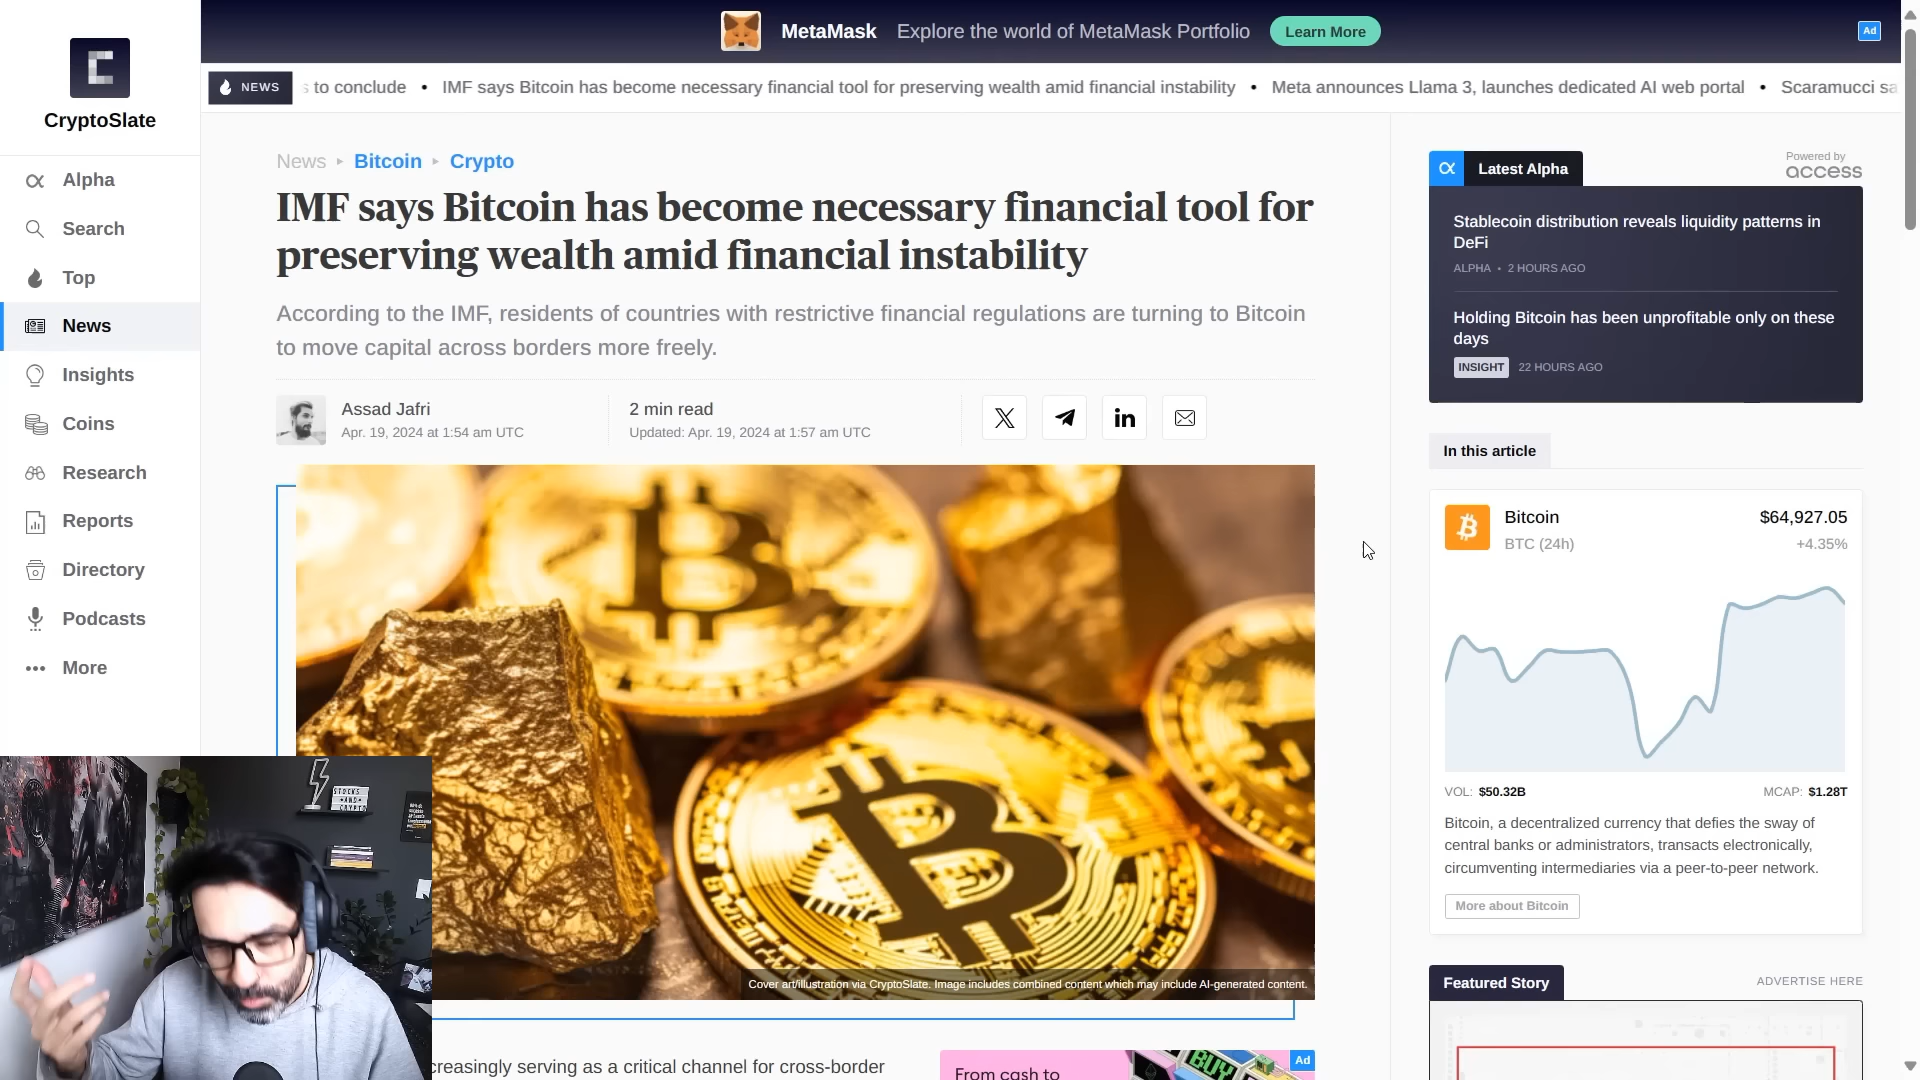 MetaMask Explore the world of MetaMask Portfolio Learn More Ad
CryptoSlate
NEWS s to conclude • IMF says Bitcoin has become necessary financial tool for preserving wealth amid financial instability • Meta announces Llama 3, launches dedicated AI web portal • Scaramucci sa
Alpha
Search
Top
News
Insights
Coins
Research
Reports
Directory
Podcasts
More
News ▸ Bitcoin ▸ Crypto
IMF says Bitcoin has become necessary financial tool for
preserving wealth amid financial instability
According to the IMF, residents of countries with restrictive financial regulations are turning to Bitcoin
to move capital across borders more freely.
Assad Jafri
Apr. 19, 2024 at 1:54 am UTC
2 min read
Updated: Apr. 19, 2024 at 1:57 am UTC
Cover art/illustration via CryptoSlate. Image includes combined content which may include AI-generated content.
STOCKS
AND
CRYPTO
creasingly serving as a critical channel for cross-border
From cash to
BUY
Ad
Latest Alpha
Powered by
access
Stablecoin distribution reveals liquidity patterns in
DeFi
ALPHA • 2 HOURS AGO
Holding Bitcoin has been unprofitable only on these
days
INSIGHT 22 HOURS AGO
In this article
Bitcoin $64,927.05
BTC (24h) +4.35%
VOL: $50.32B MCAP: $1.28T
Bitcoin, a decentralized currency that defies the sway of
central banks or administrators, transacts electronically,
circumventing intermediaries via a peer-to-peer network.
More about Bitcoin
Featured Story ADVERTISE HERE